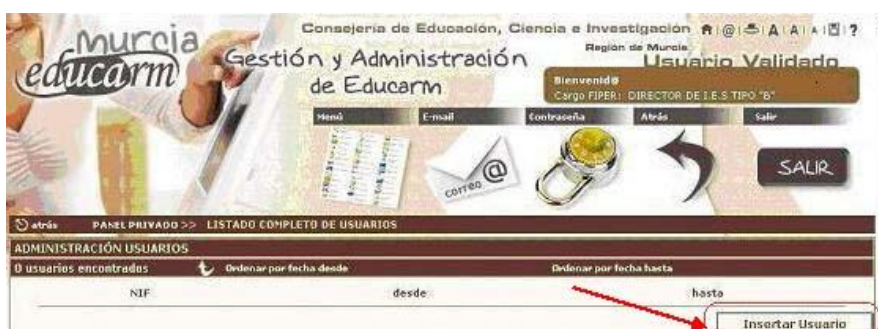 Consejería de Educación, Ciencia e Investigación @ A A A ?
Región de Murcia
murcia
educarm
Gestión y Administración
de Educarm
Usuario Validado
Bienvenid@
Cargo FIPER: DIRECTOR DE I.E.S TIPO "B"
Menú E-mail Contraseña Atrás Salir
correo @
SALIR
atrás PANEL PRIVADO >> LISTADO COMPLETO DE USUARIOS
ADMINISTRACIÓN USUARIOS
0 usuarios encontrados Ordenar por fecha desde Ordenar por fecha hasta
NIF desde hasta
Insertar Usuario